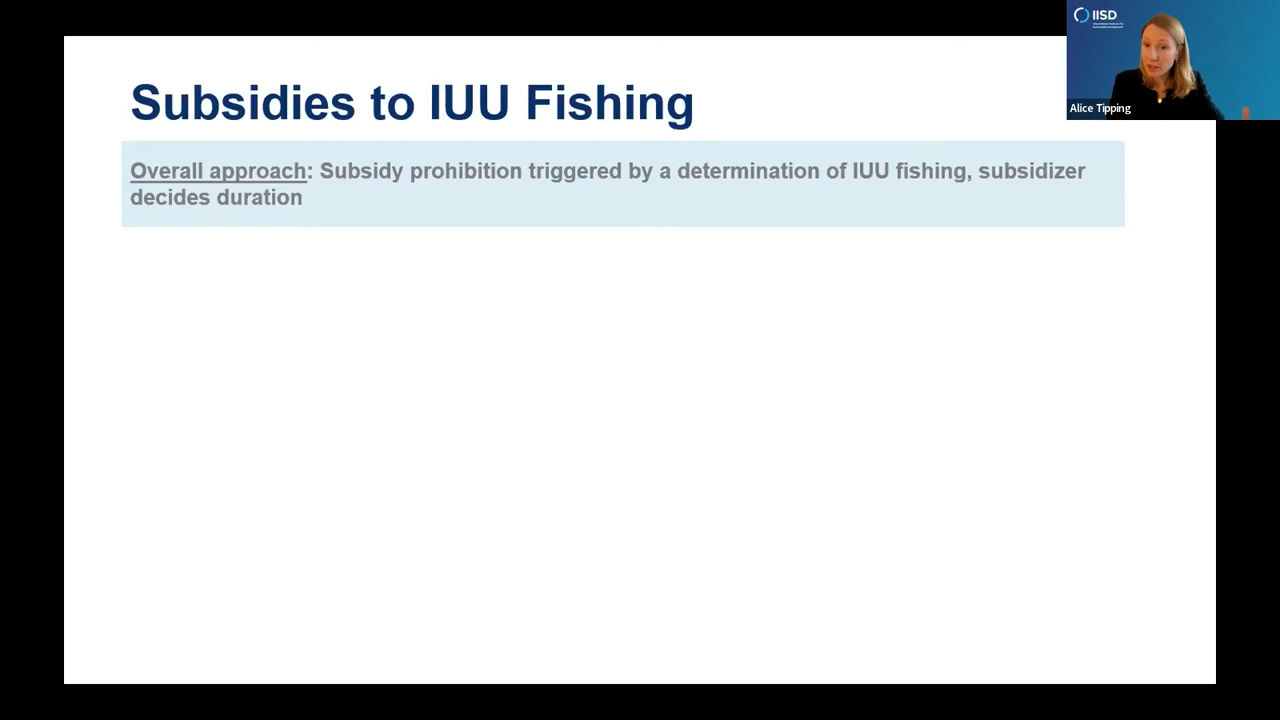 IISD
Alice Tipping
Subsidies to IUU Fishing
Overall approach: Subsidy prohibition triggered by a determination of IUU fishing, subsidizer
decides duration